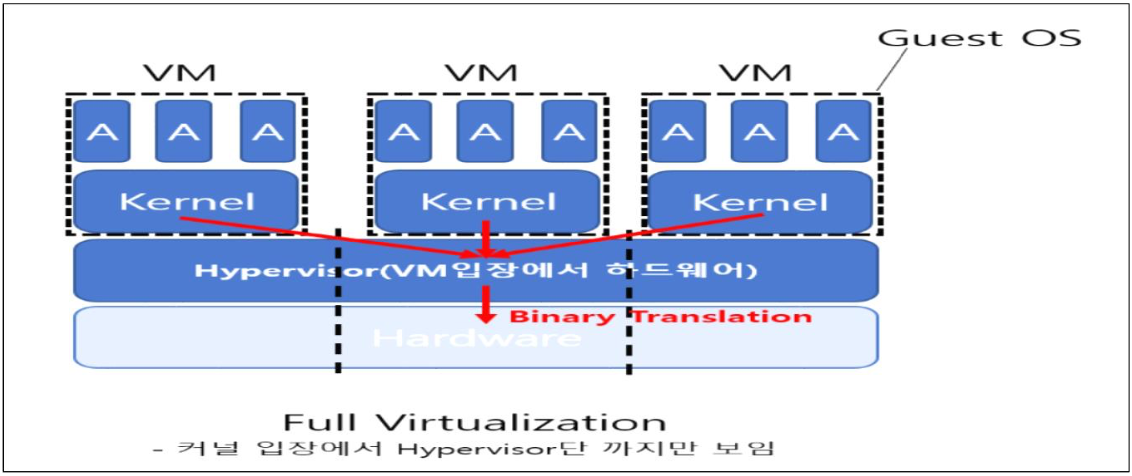 Guest OS
VM VM VM
A A A A A A A A A
Kernel Kernel Kernel
Hypervisor(VM입장에서 하드웨어)
Binary Translation
Hardware
Full Virtualization
- 커널 입장에서 Hypervisor단 까지만 보임